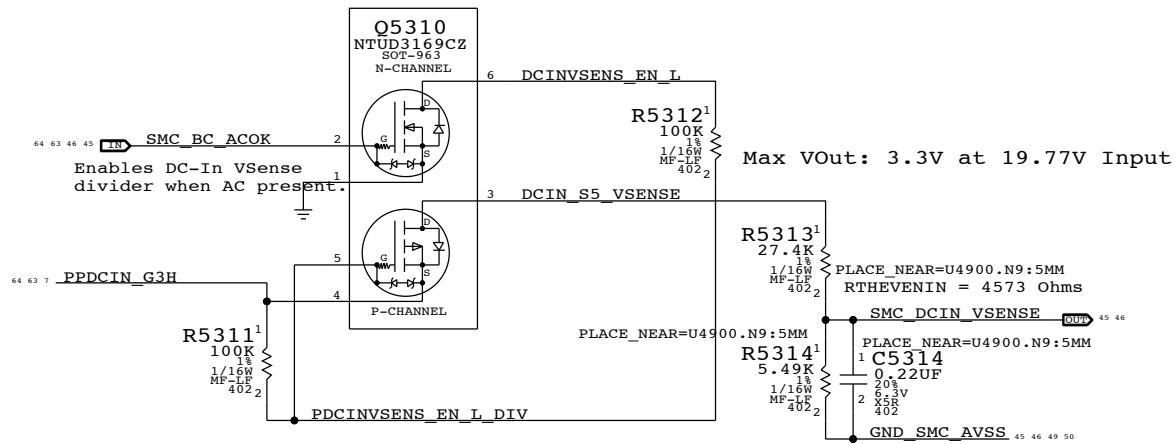 Q5310
NTUD3169CZ
SOT-963
N-CHANNEL
6
DCINVSENS_EN_L
D
R5312
1
100K
1%
1/16W
MF-LF
402
2
64 63 46 45
IN
SMC_BC_ACOK
2
G
S
Enables DC-In VSense
divider when AC present.
1
Max VOut: 3.3V at 19.77V Input
3
DCIN_S5_VSENSE
D
R5313
1
27.4K
1%
1/16W
MF-LF
402
2
PLACE_NEAR=U4900.N9:5MM
RTHEVENIN = 4573 Ohms
5
G
S
64 63 7
PPDCIN_G3H
4
P-CHANNEL
SMC_DCIN_VSENSE
OUT
45 46
R5311
1
100K
1%
1/16W
MF-LF
402
2
PLACE_NEAR=U4900.N9:5MM
R5314
1
5.49K
1%
1/16W
MF-LF
402
2
PLACE_NEAR=U4900.N9:5MM
1
C5314
0.22UF
20%
6.3V
2
X5R
402
PDCINVSENS_EN_L_DIV
GND_SMC_AVSS
45 46 49 50